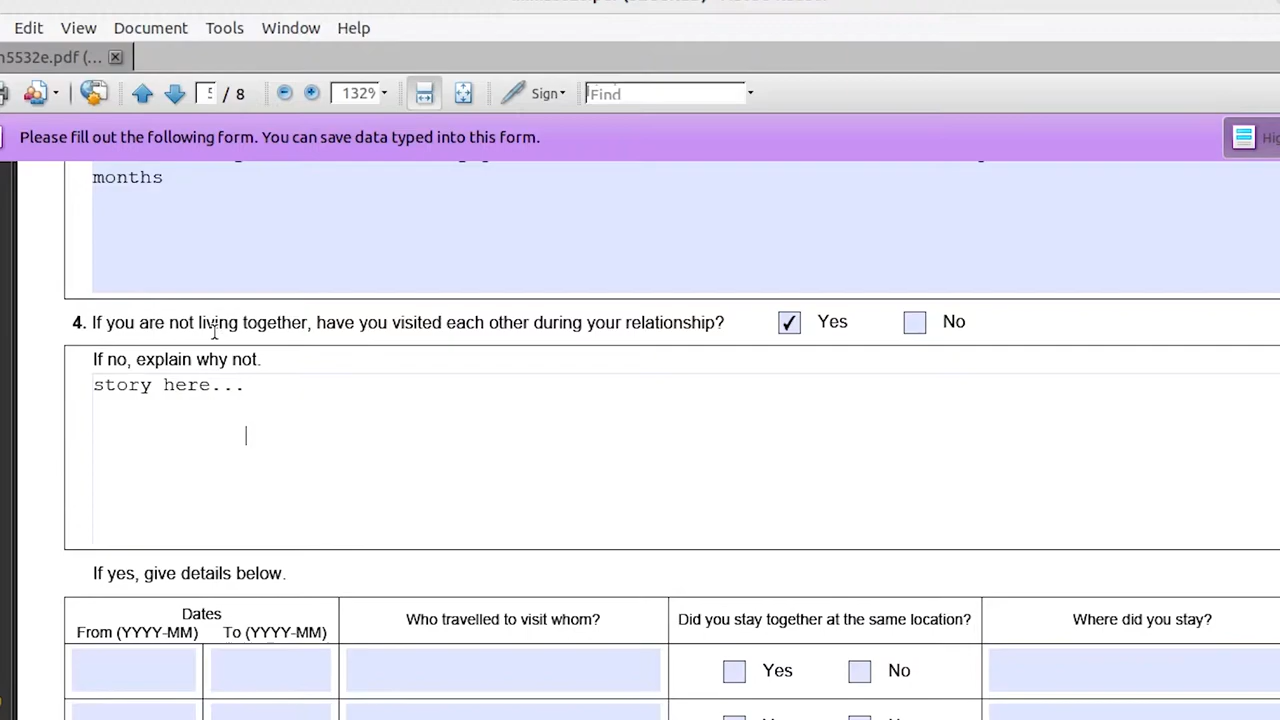 Edit View Document Tools Window Help
n5532e.pdf (...
/ 8 132% Sign Find
Please fill out the following form. You can save data typed into this form.
months
4. If you are not living together, have you visited each other during your relationship? Yes No
If no, explain why not.
story here...
If yes, give details below.
Dates
From (YYYY-MM) To (YYYY-MM) Who travelled to visit whom? Did you stay together at the same location? Where did you stay?
Yes No